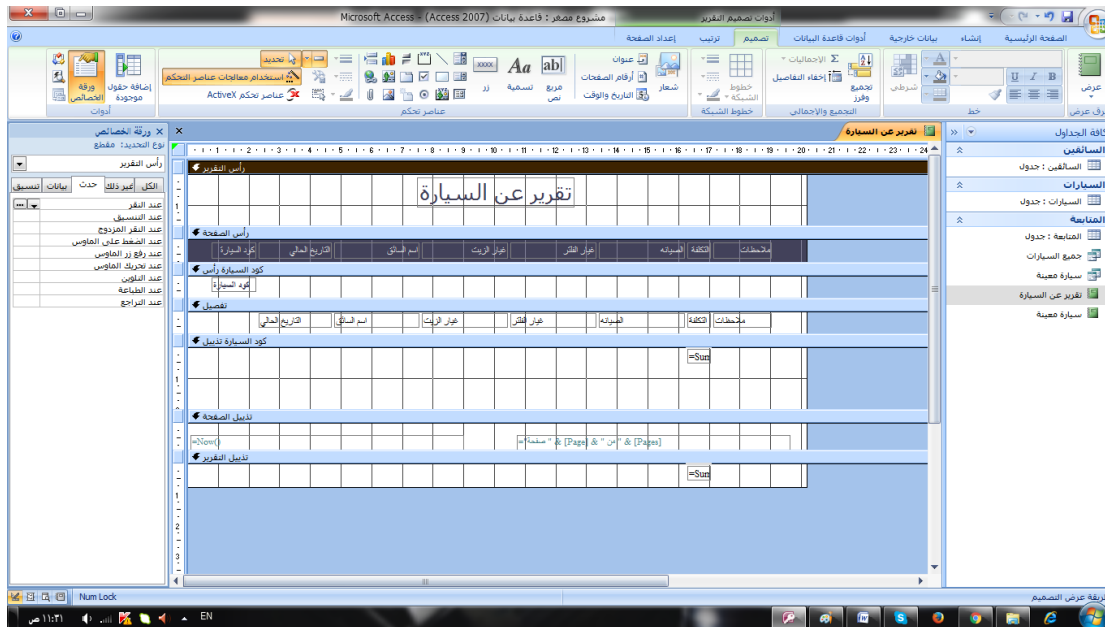 مشروع مصغر : قاعدة بيانات (Access 2007) - Microsoft Access
أدوات تصميم التقرير
الصفحة الرئيسية
إنشاء
بيانات خارجية
أدوات قاعدة البيانات
تصميم
ترتيب
إعداد الصفحة
عرض
خط
شرطي
تجميع وفرز
Σ الإجماليات
إخفاء التفاصيل
التجميع والإجمالي
خطوط الشبكة
خطوط الشبكة
شعار
عنوان
أرقام الصفحات
التاريخ والوقت
مربع نص
تسمية
زر
تحديد
استخدام معالجات عناصر التحكم
عناصر تحكم ActiveX
عناصر تحكم
إضافة حقول موجودة
ورقة الخصائص
أدوات
كافة الجداول
السائقين
السائقين : جدول
السيارات
السيارات : جدول
المتابعة
المتابعة : جدول
جميع السيارات
سيارة معينة
تقرير عن السيارة
سيارة معينة
تقرير عن السيارة
رأس التقرير
تقرير عن السيارة
رأس الصفحة
كود السيارة التاريخ الحالي اسم السائق غيار الزيت غيار الفلتر الصيانه التكلفة ملاحظات
كود السيارة رأس
كود السيارة
تفصيل
التاريخ الحالي اسم السائق غيار الزيت غيار الفلتر الصيانه التكلفة ملاحظات
كود السيارة تذييل
=Sum
تذييل الصفحة
=Now()
="صفحة " & [Page] & " من " & [Pages]
تذييل التقرير
=Sum
ورقة الخصائص
نوع التحديد: مقطع
رأس التقرير
تنسيق بيانات حدث غير ذلك الكل
عند النقر
عند التنسيق
عند النقر المزدوج
عند الضغط على الماوس
عند رفع زر الماوس
عند تحريك الماوس
عند التلوين
عند الطباعة
عند التراجع
طريقة عرض التصميم
Num Lock
EN
١١:٣١ ص